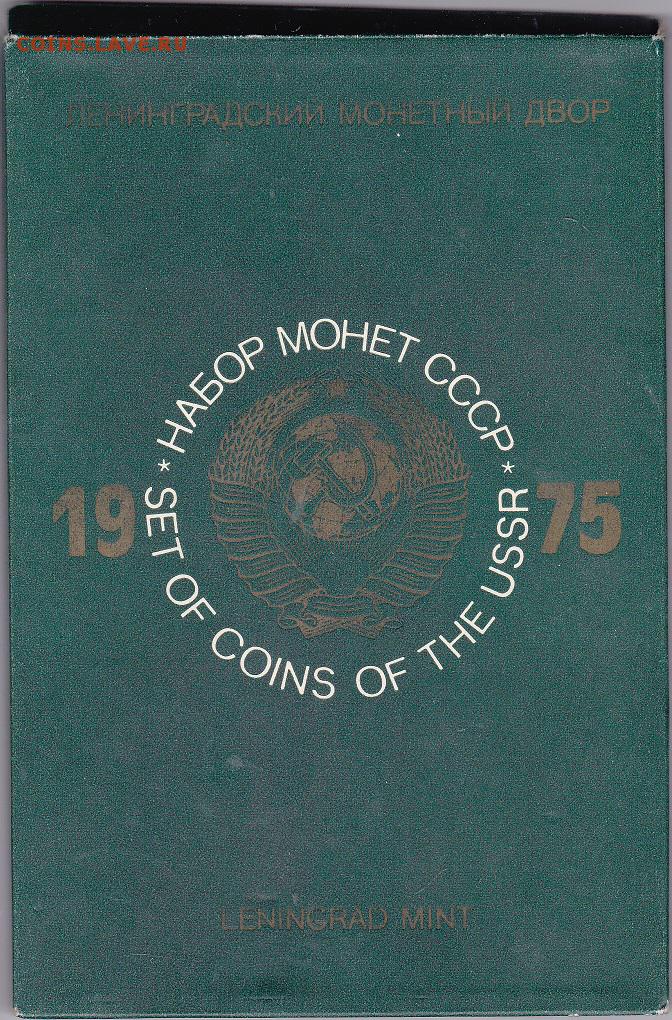 COINS.LAVE.RU
ЛЕНИНГРАДСКИЙ МОНЕТНЫЙ ДВОР
* НАБОР МОНЕТ СССР *
1975
SET OF COINS OF THE USSR
LENINGRAD MINT